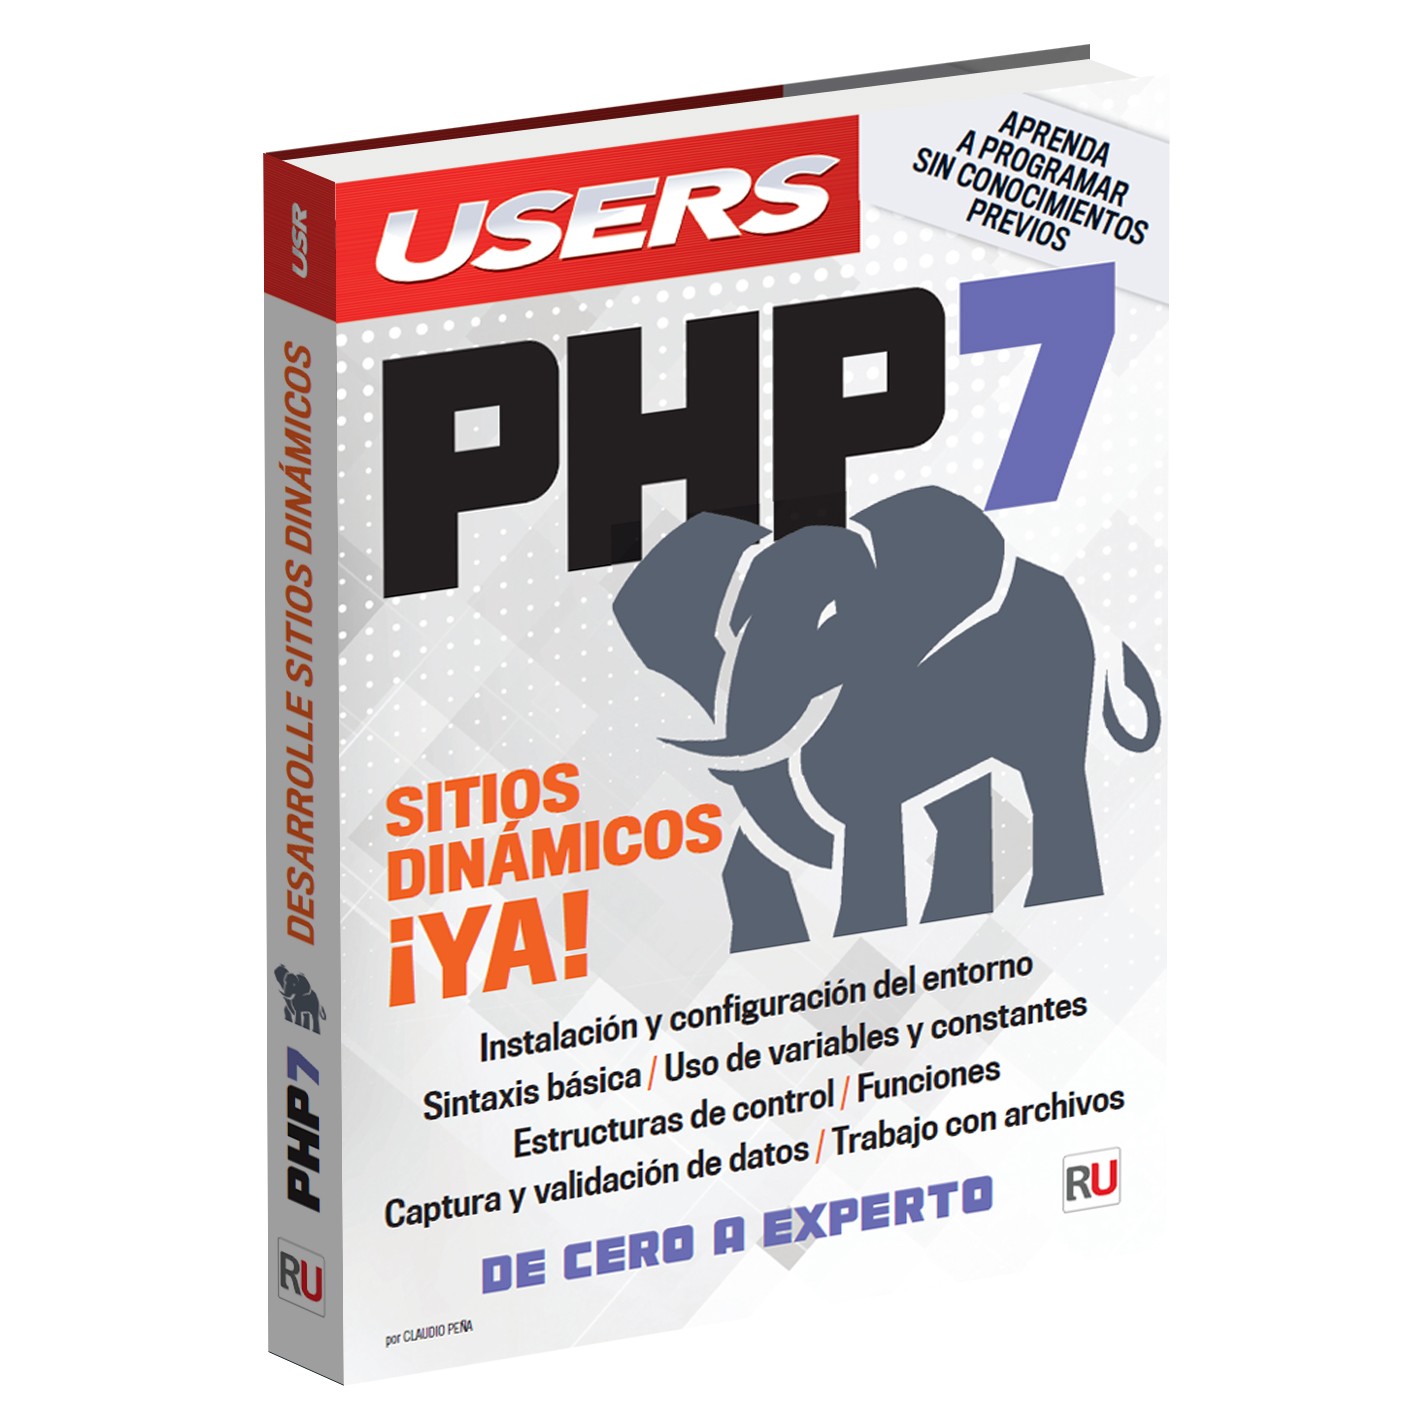 USERS
APRENDA
A PROGRAMAR
SIN CONOCIMIENTOS
PREVIOS
PHP7
SITIOS
DINÁMICOS
¡YA!
Instalación y configuración del entorno
Sintaxis básica / Uso de variables y constantes
Estructuras de control / Funciones
Captura y validación de datos / Trabajo con archivos
DE CERO A EXPERTO
RU
por CLAUDIO PEÑA
USR
DESARROLLE SITIOS DINÁMICOS
PHP7
RU